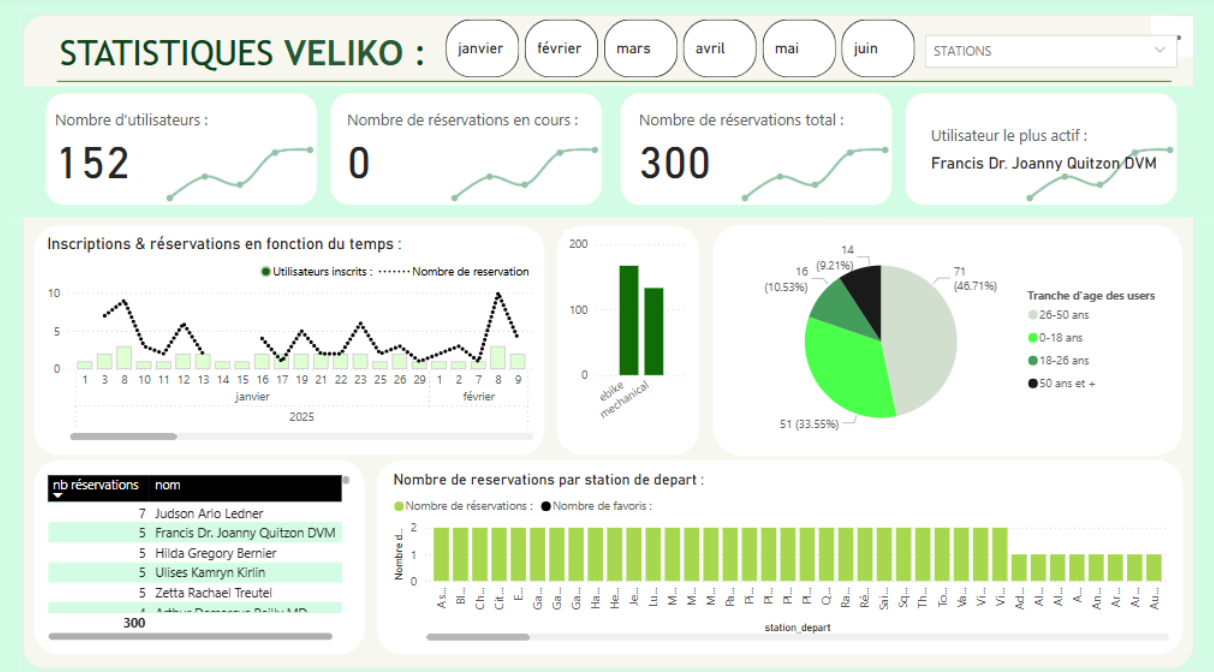 STATISTIQUES VELIKO :
janvier février mars avril mai juin STATIONS
Nombre d'utilisateurs :
152
Nombre de réservations en cours :
0
Nombre de réservations total :
300
Utilisateur le plus actif :
Francis Dr. Joanny Quitzon DVM
Inscriptions & réservations en fonction du temps :
Utilisateurs inscrits : Nombre de reservation
10
5
0
1 3 8 10 11 12 13 14 15 16 17 19 21 22 23 25 26 29 1 2 7 8 9
janvier février
2025
200
100
0
ebike
mechanical
14
(9.21%)
16
(10.53%)
71
(46.71%)
51 (33.55%)
Tranche d'age des users
26-50 ans
0-18 ans
18-26 ans
50 ans et +
nb réservations nom
7 Judson Arlo Ledner
5 Francis Dr. Joanny Quitzon DVM
5 Hilda Gregory Bernier
5 Ulises Kamryn Kirlin
5 Zetta Rachael Treutel
300
Nombre de reservations par station de depart :
Nombre de réservations : Nombre de favoris :
Nombre d...
2
1
0
A s... Bl... Ch... Cit... E... Ga... Ga... Ga... Ha... He... Je... Lu... M... M... M... Pa... Pi... Pl... Pl... Pl... Q... Ra... Ré... Sai... Sq... Th... To... Va... Vi... Vi... Ad... Al... Al... A... An... Ar... Ar... Au...
station_depart